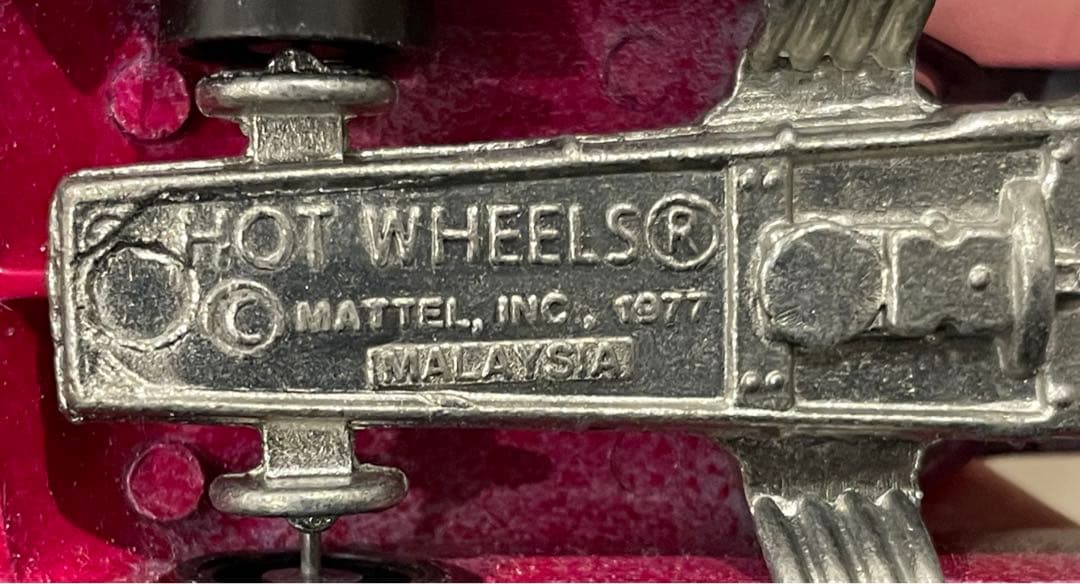 HOT WHEELS®
© MATTEL, INC., 1977
MALAYSIA